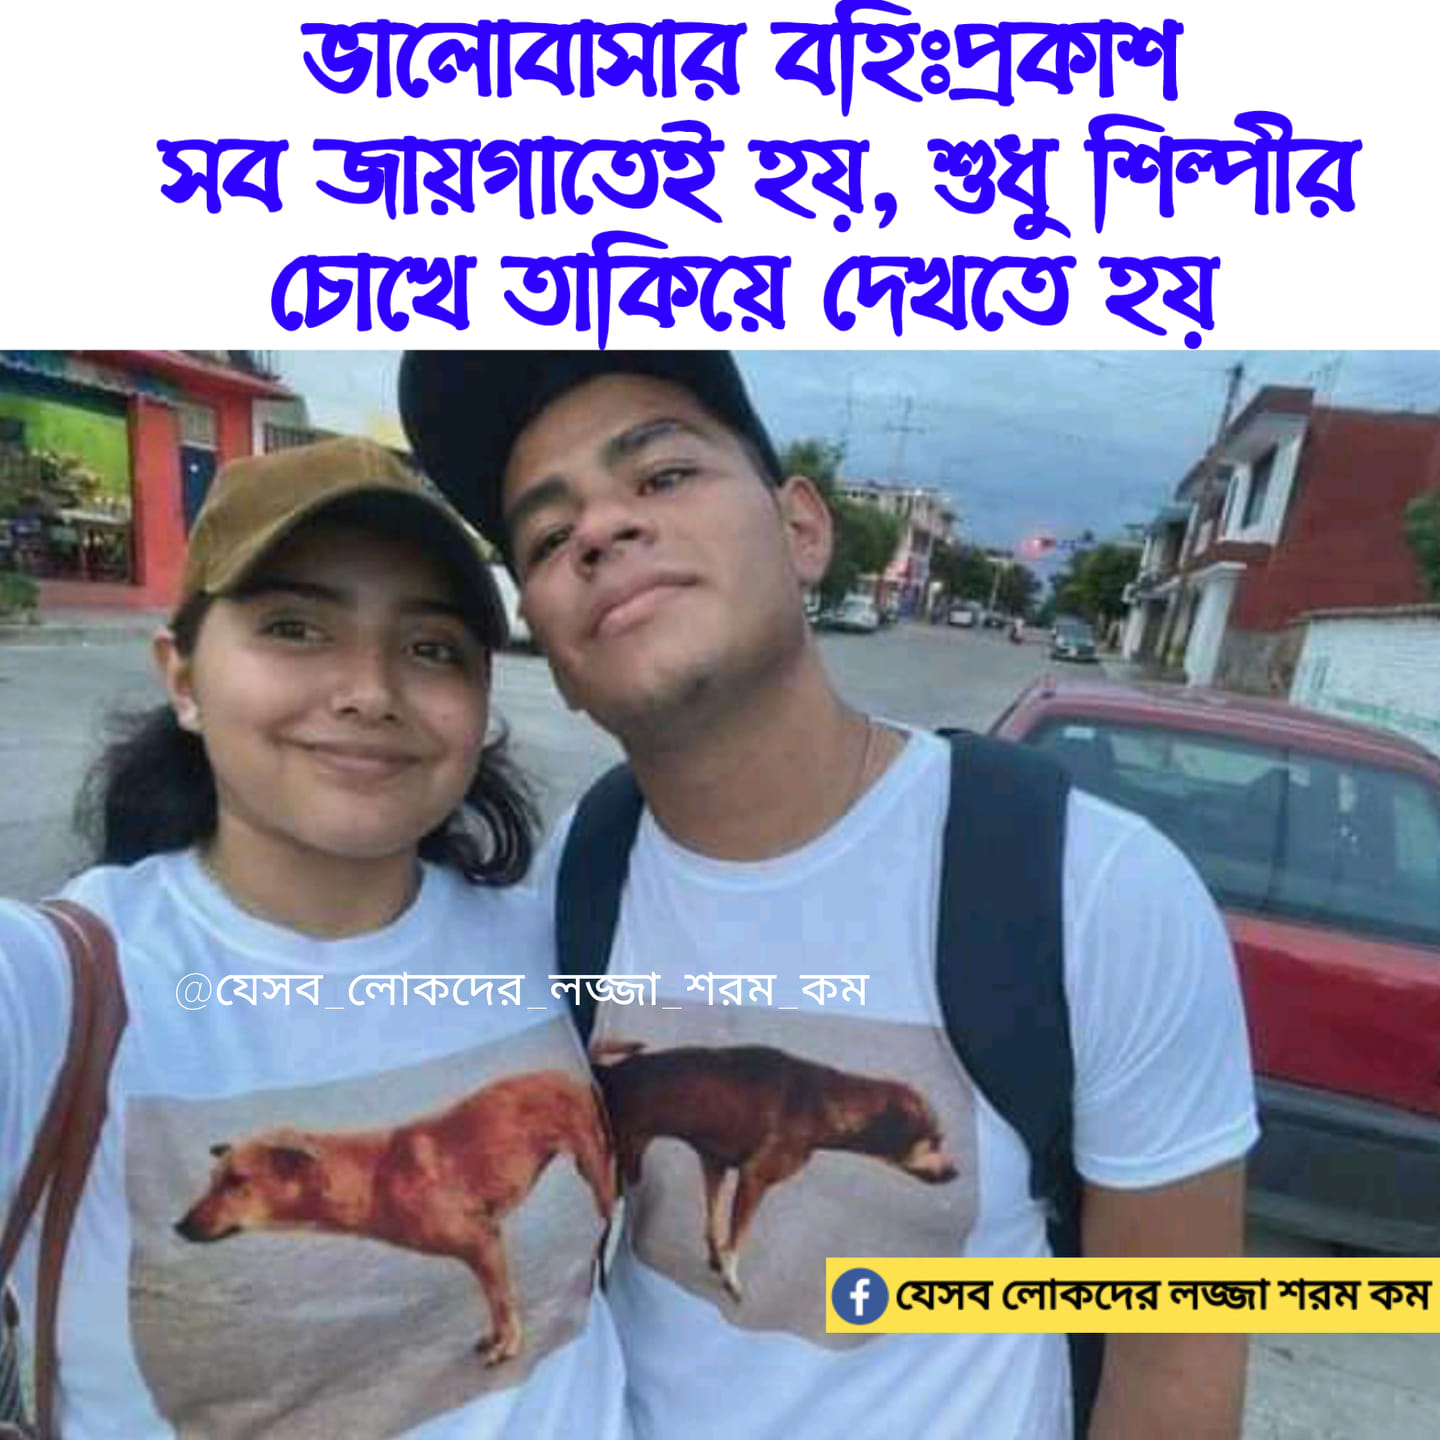 ভালোবাসার বহিঃপ্রকাশ
সব জায়গাতেই হয়, শুধু শিল্পীর
চোখে তাকিয়ে দেখতে হয়
@যেসব_লোকদের_লজ্জা_শরম_কম
যেসব লোকদের লজ্জা শরম কম